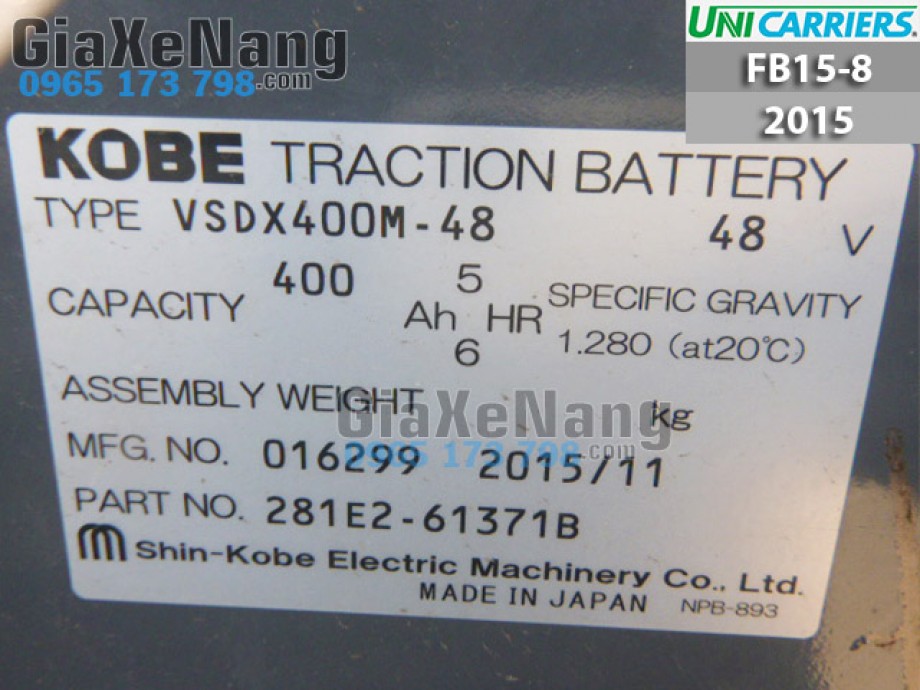 GiaXeNang
0965 173 798.com
UNICARRIERS
FB15-8
2015
KOBE TRACTION BATTERY
TYPE VSDX400M-48 48 V
CAPACITY 400 Ah 5 HR 6
SPECIFIC GRAVITY
1.280 (at20℃)
ASSEMBLY WEIGHT kg
GiaXeNang
0965 173 798.com
MFG. NO. 016299 2015/11
PART NO. 281E2-61371B
Shin-Kobe Electric Machinery Co., Ltd.
MADE IN JAPAN NPB-893